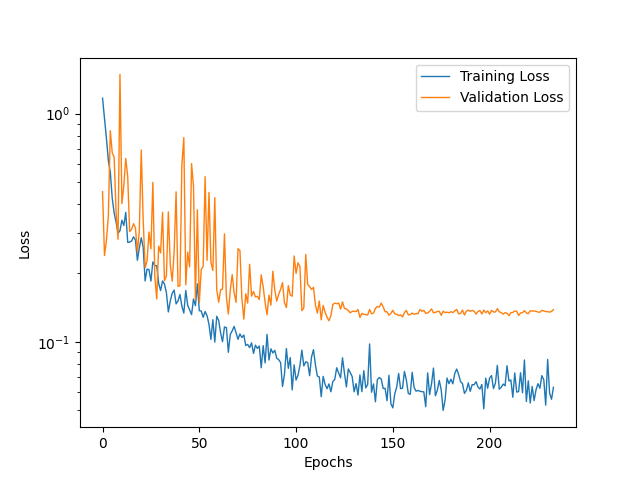 Training Loss
Validation Loss
10⁰
10⁻¹
Loss
0 50 100 150 200
Epochs